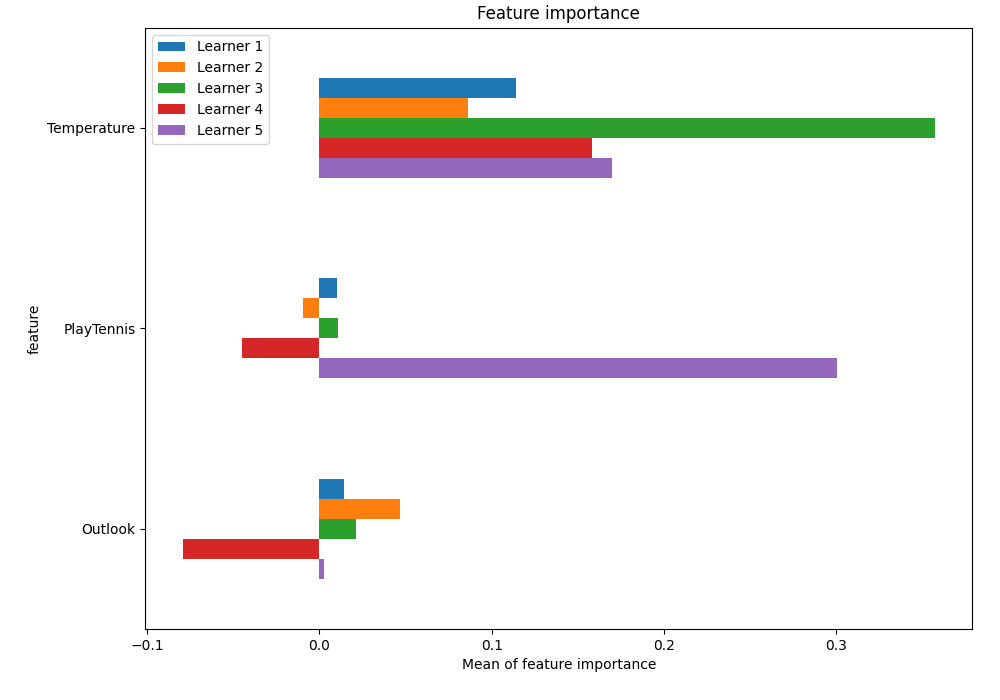 Feature importance
Learner 1
Learner 2
Learner 3
Learner 4
Learner 5
Temperature
PlayTennis
Outlook
feature
−0.1 0.0 0.1 0.2 0.3
Mean of feature importance